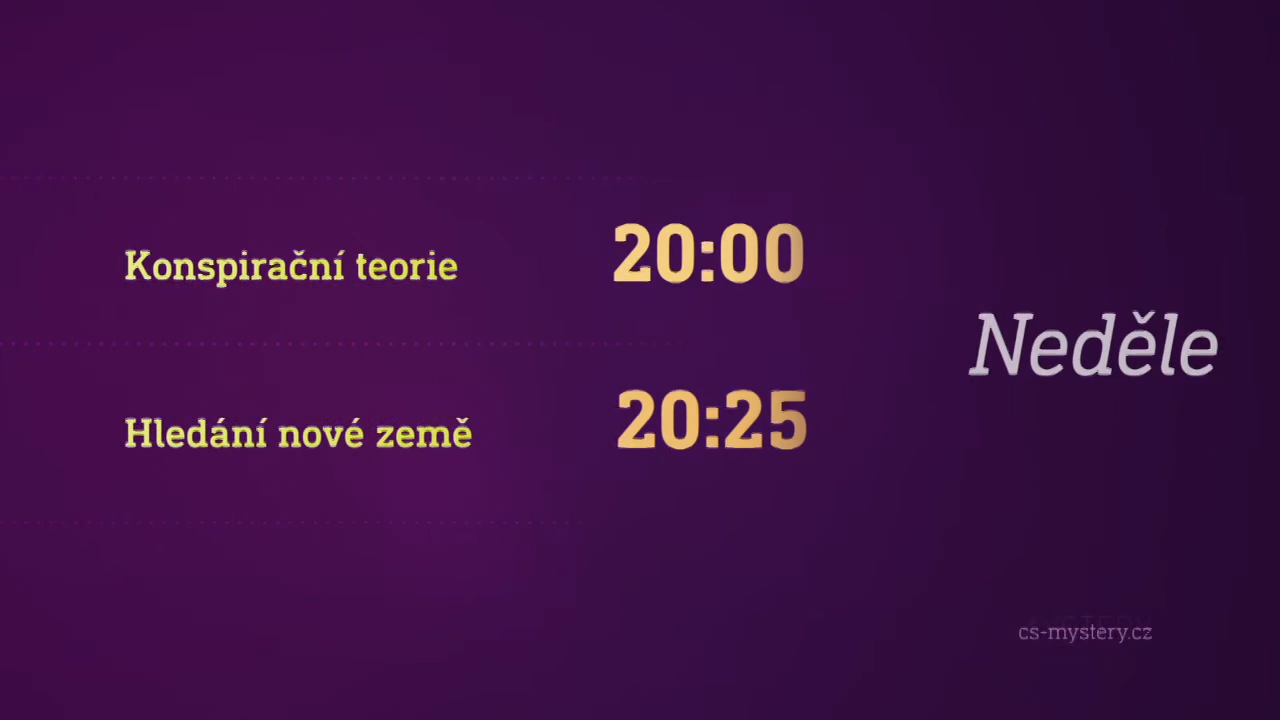 Konspirační teorie 20:00
Hledání nové země 20:25
Neděle
cs-mystery.cz